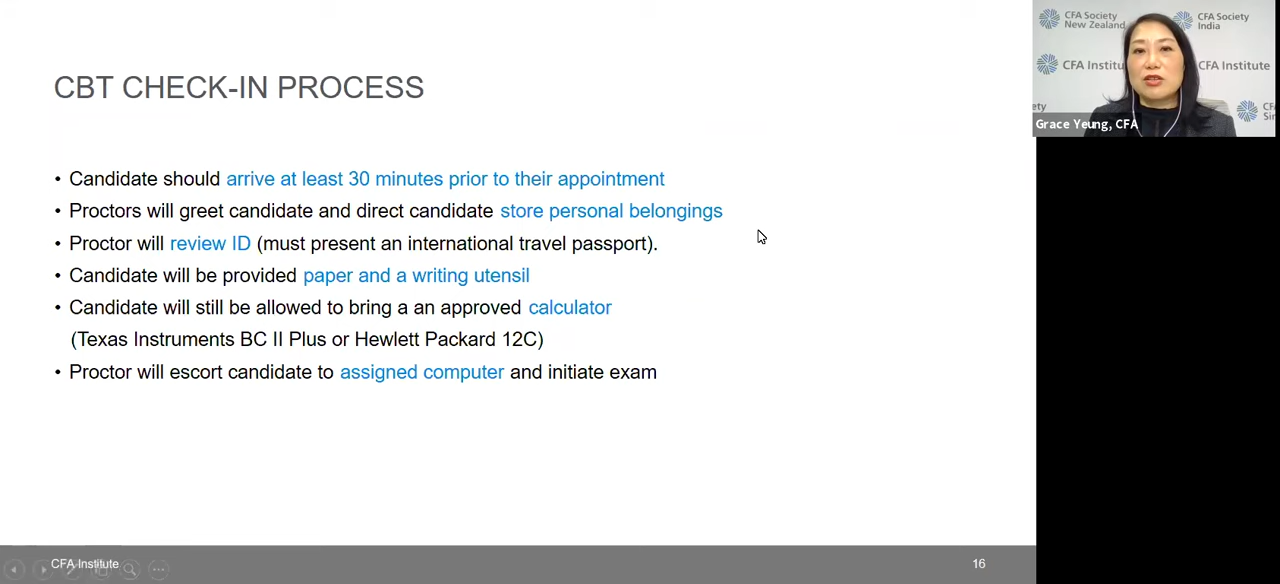 CBT CHECK-IN PROCESS
• Candidate should arrive at least 30 minutes prior to their appointment
• Proctors will greet candidate and direct candidate store personal belongings
• Proctor will review ID (must present an international travel passport).
• Candidate will be provided paper and a writing utensil
• Candidate will still be allowed to bring a an approved calculator
(Texas Instruments BC II Plus or Hewlett Packard 12C)
• Proctor will escort candidate to assigned computer and initiate exam
CFA Institute
16
CFA Society
New Zealand
CFA Society
India
CFA Institu
CFA Institute
ety
CF
Sin
Grace Yeung, CFA